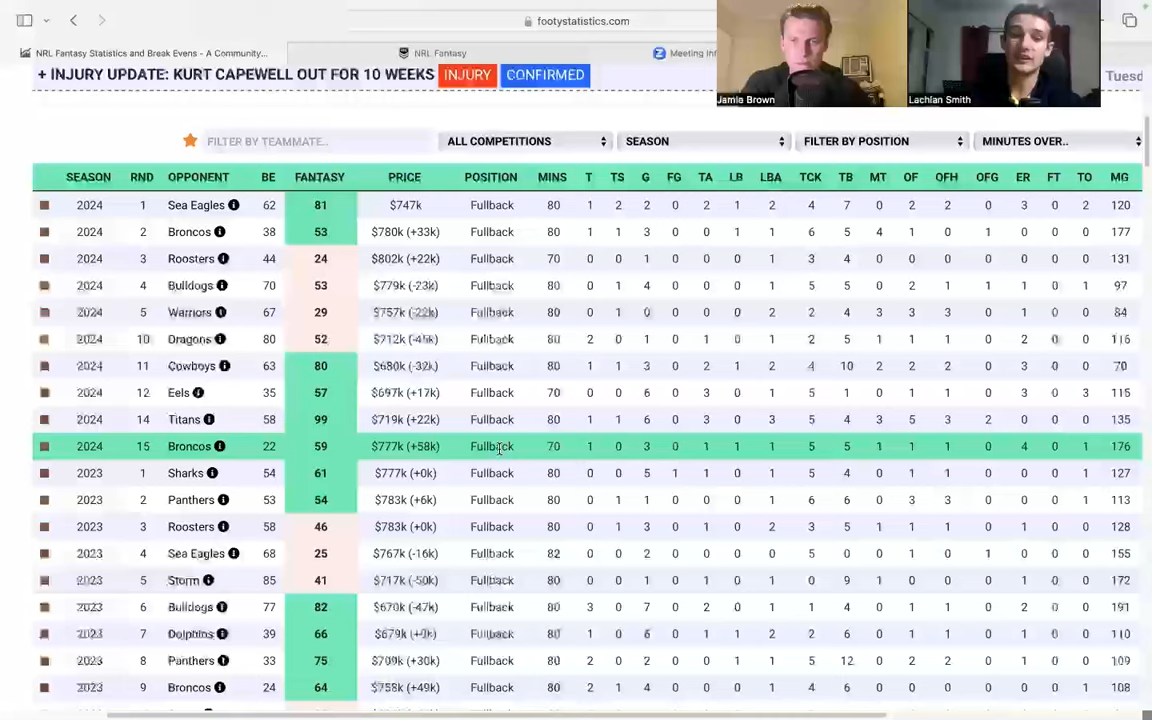 footystatistics.com
NRL Fantasy Statistics and Break Evens - A Community... NRL Fantasy Meeting Inf
+ INJURY UPDATE: KURT CAPEWELL OUT FOR 10 WEEKS INJURY CONFIRMED Tuesd
Jamie Brown Lachlan Smith
FILTER BY TEAMMATE.. ALL COMPETITIONS SEASON FILTER BY POSITION MINUTES OVER..
SEASON RND OPPONENT BE FANTASY PRICE POSITION MINS T TS G FG TA LB LBA TCK TB MT OF OFH OFG ER FT TO MG
2024 1 Sea Eagles 62 81 $747k Fullback 80 1 2 2 0 2 1 2 4 7 0 2 2 0 3 0 2 120
2024 2 Broncos 38 53 $780k (+33k) Fullback 80 1 1 3 0 0 1 1 6 5 4 1 0 1 0 0 0 177
2024 3 Roosters 44 24 $802k (+22k) Fullback 70 0 1 0 0 0 0 1 3 4 0 0 0 0 1 0 0 131
2024 4 Bulldogs 70 53 $779k (-23k) Fullback 80 0 1 4 0 0 0 1 5 5 0 2 1 1 1 0 1 97
2024 5 Warriors 67 29 $757k (-22k) Fullback 80 0 1 0 0 0 0 2 2 4 3 3 3 0 1 0 0 84
2024 10 Dragons 80 52 $712k (-45k) Fullback 80 2 0 1 0 1 0 1 2 5 1 1 1 0 2 0 0 116
2024 11 Cowboys 63 80 $680k (-32k) Fullback 80 1 1 3 0 2 1 2 4 10 2 2 2 0 3 0 0 70
2024 12 Eels 35 57 $697k (+17k) Fullback 70 0 0 6 0 3 0 2 5 1 0 1 1 0 3 0 3 115
2024 14 Titans 58 99 $719k (+22k) Fullback 80 1 1 6 0 3 0 3 5 4 3 5 3 2 0 0 0 135
2024 15 Broncos 22 59 $777k (+58k) Fullback 70 1 0 3 0 1 1 1 5 5 1 1 1 0 4 0 1 176
2023 1 Sharks 54 61 $777k (+0k) Fullback 80 0 0 5 1 1 0 1 5 4 0 1 1 0 0 0 1 127
2023 2 Panthers 53 54 $783k (+6k) Fullback 80 0 1 1 0 0 0 1 6 6 0 3 3 0 1 0 0 113
2023 3 Roosters 58 46 $783k (+0k) Fullback 80 0 1 3 0 1 0 2 3 5 1 1 1 0 1 0 0 128
2023 4 Sea Eagles 68 25 $767k (-16k) Fullback 82 0 0 2 0 0 0 0 5 0 0 1 0 1 0 0 0 155
2023 5 Storm 85 41 $717k (-50k) Fullback 80 0 0 1 0 1 0 1 0 9 1 0 0 0 1 0 0 172
2023 6 Bulldogs 77 82 $670k (-47k) Fullback 80 3 0 7 0 2 0 1 1 4 0 1 1 0 2 0 0 191
2023 7 Dolphins 39 66 Fullback 80 1 0 6 0 1 1 2 2 6 0 1 1 0 1 0 0 110
2023 8 Panthers 33 75 $709k (+30k) Fullback 80 2 0 2 0 0 1 1 5 12 0 2 2 0 1 0 0 109
2023 9 Broncos 24 64 $758k (+49k) Fullback 80 2 1 4 0 0 0 1 4 6 0 0 0 0 0 0 1 108